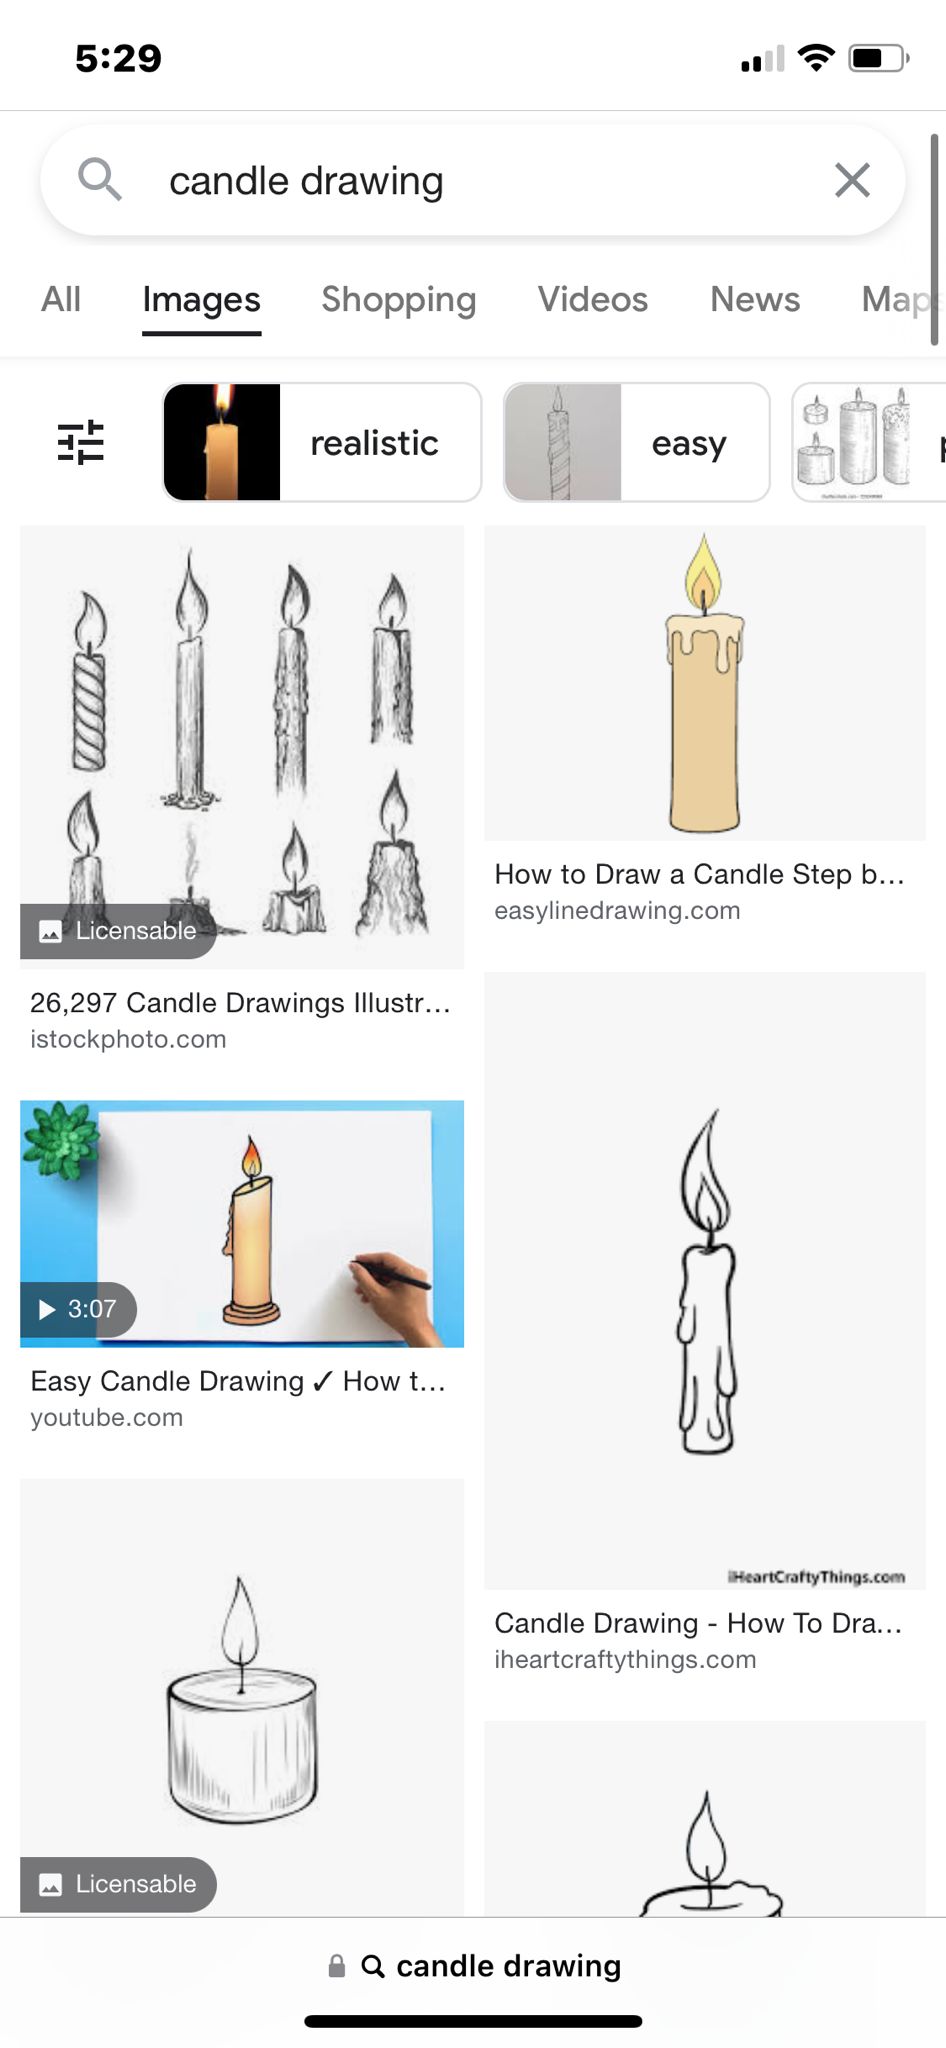 5:29
candle drawing
All Images Shopping Videos News Map
realistic easy
Licensable
26,297 Candle Drawings Illustr...
istockphoto.com
How to Draw a Candle Step b...
easylinedrawing.com
3:07
Easy Candle Drawing ✓ How t...
youtube.com
iHeartCraftyThings.com
Candle Drawing - How To Dra...
iheartcraftythings.com
Licensable
candle drawing